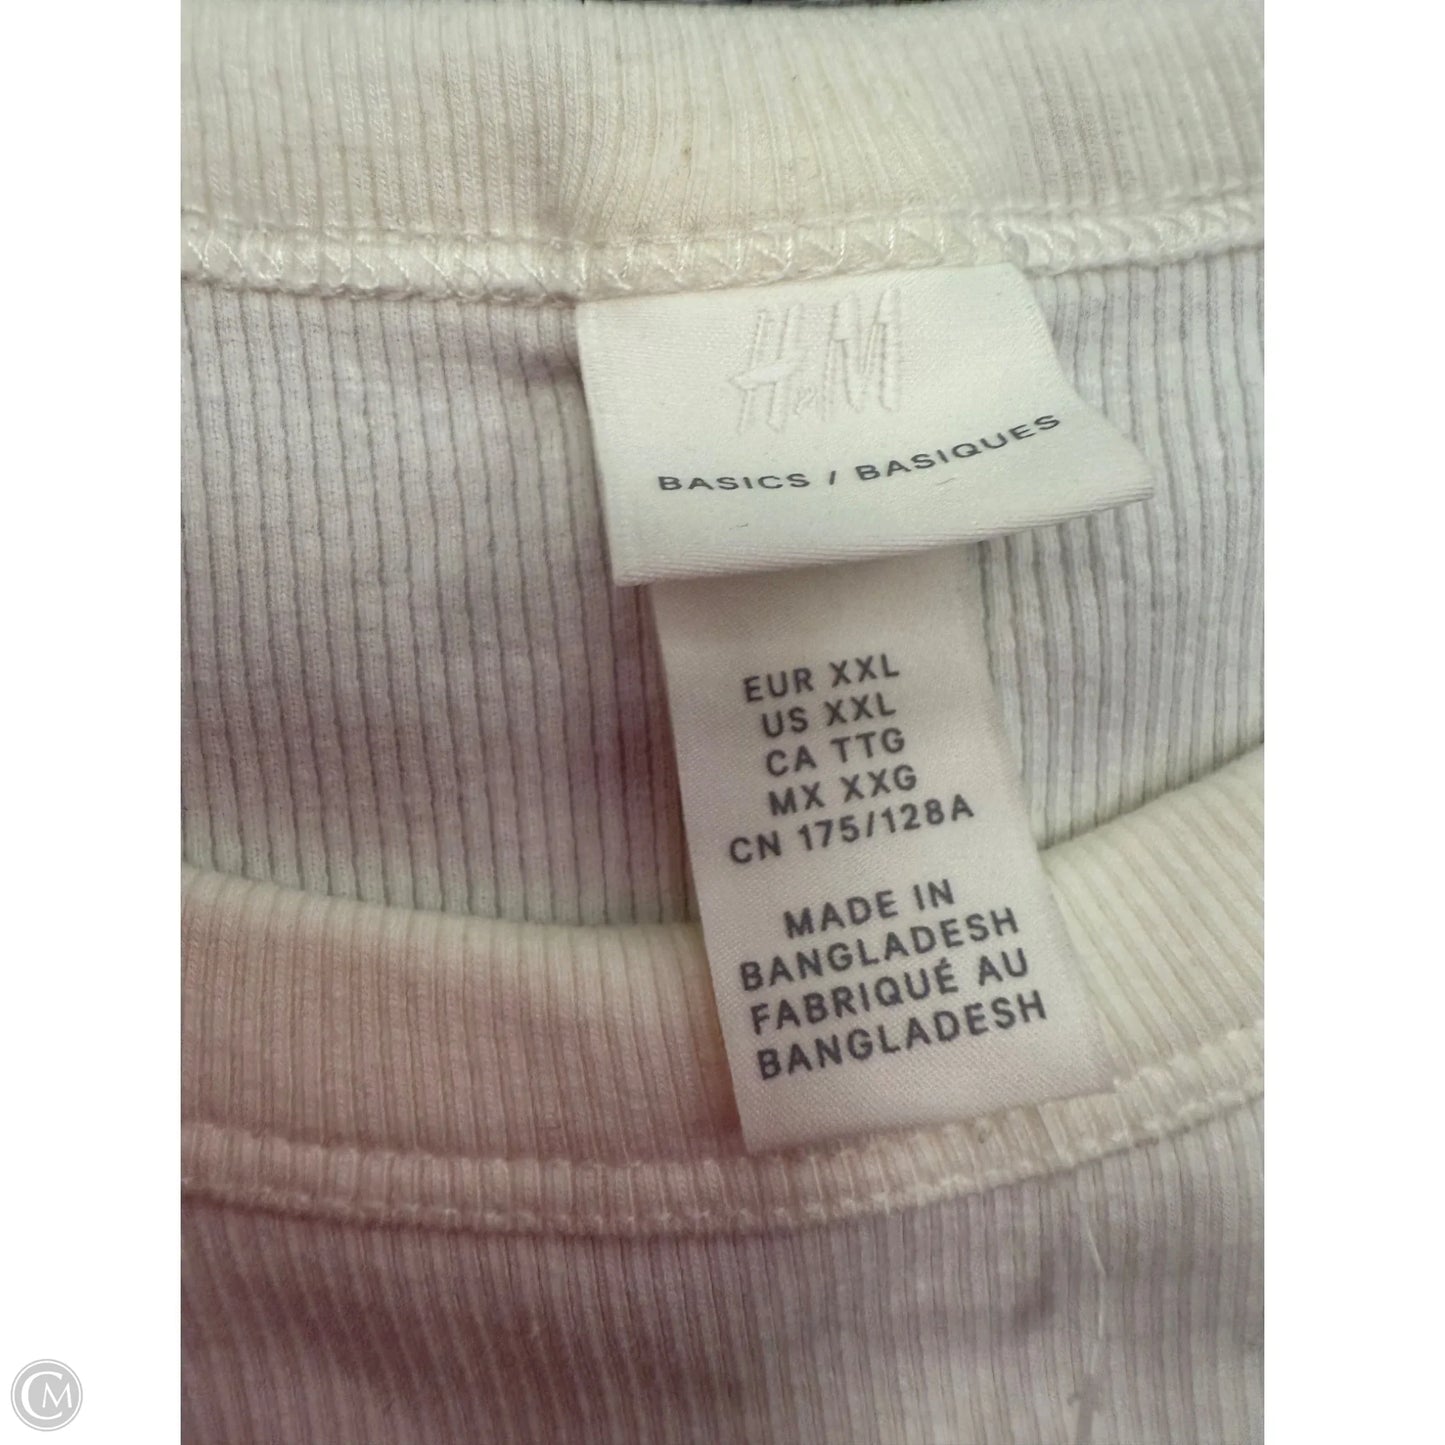 H&M
BASICS / BASIQUES
EUR XXL
US XXL
CA TTG
MX XXG
CN 175/128A
MADE IN
BANGLADESH
FABRIQUÉ AU
BANGLADESH
CM